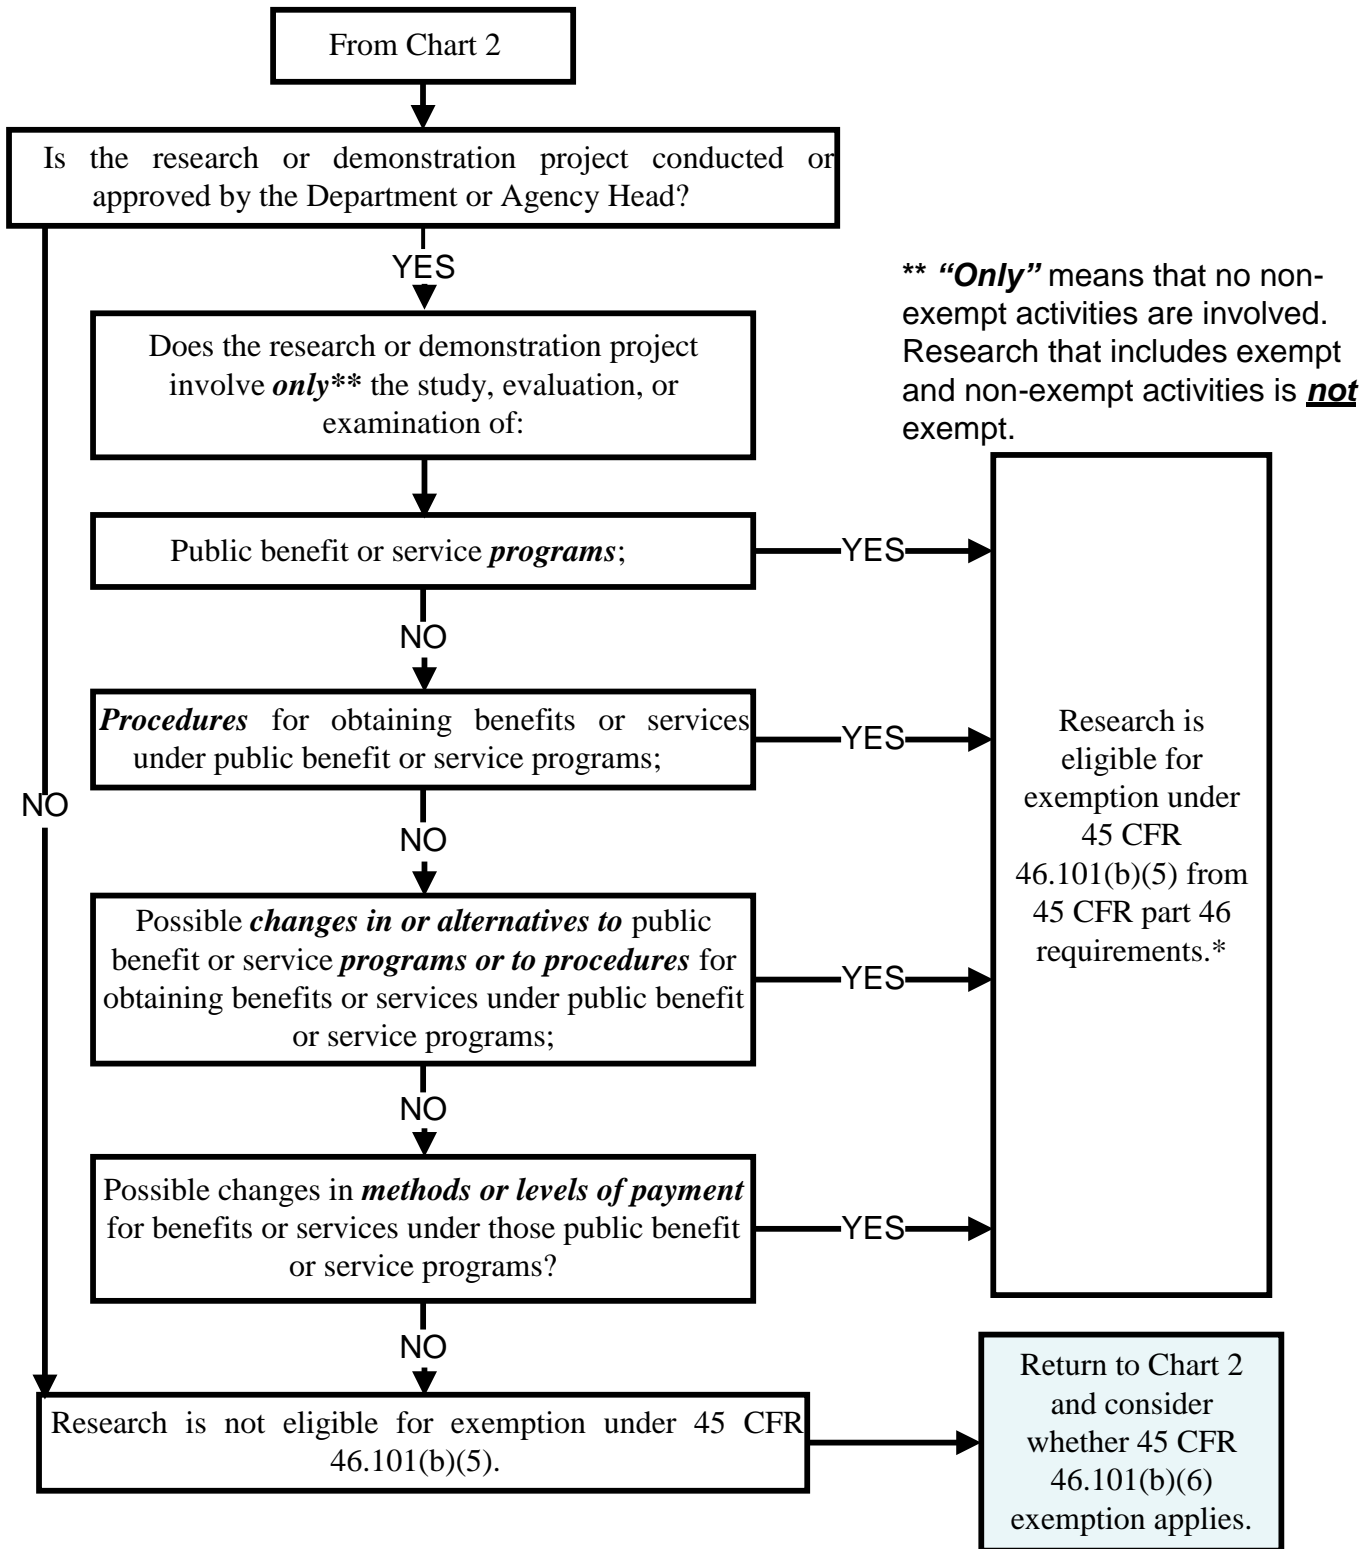 From Chart 2
Is the research or demonstration project conducted or
approved by the Department or Agency Head?
YES
** “Only” means that no non-
exempt activities are involved.
Research that includes exempt
and non-exempt activities is not
exempt.
Does the research or demonstration project
involve only** the study, evaluation, or
examination of:
Public benefit or service programs;
YES
NO
Procedures for obtaining benefits or services
under public benefit or service programs;
YES
NO
NO
Possible changes in or alternatives to public
benefit or service programs or to procedures for
obtaining benefits or services under public benefit
or service programs;
YES
NO
Possible changes in methods or levels of payment
for benefits or services under those public benefit
or service programs?
YES
NO
Research is
eligible for
exemption under
45 CFR
46.101(b)(5) from
45 CFR part 46
requirements.*
Research is not eligible for exemption under 45 CFR
46.101(b)(5).
Return to Chart 2
and consider
whether 45 CFR
46.101(b)(6)
exemption applies.